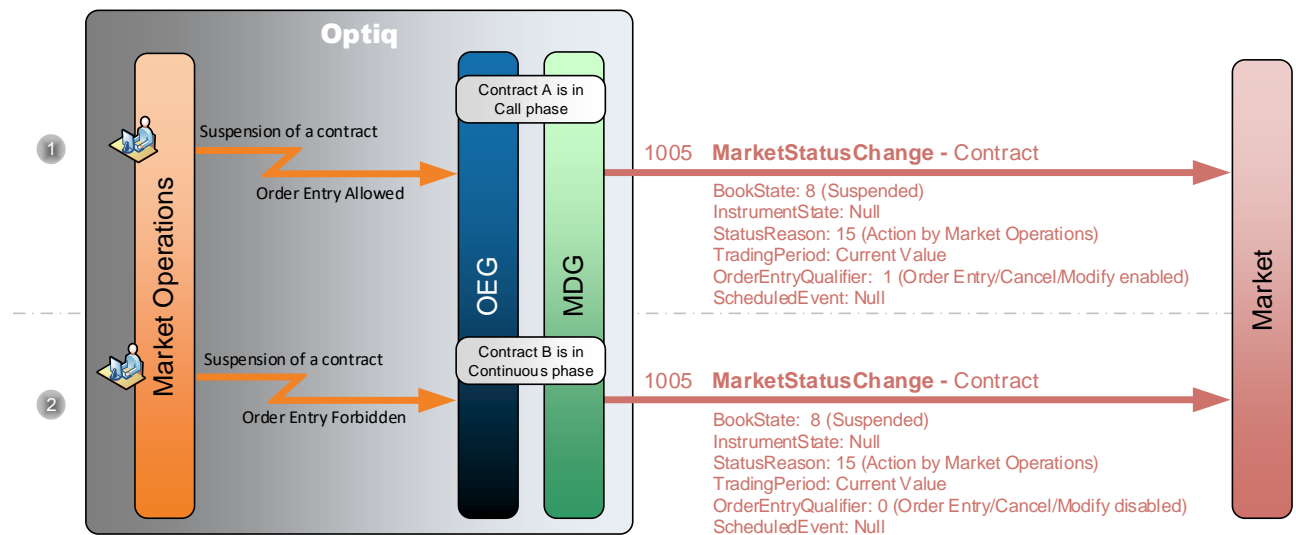 Optiq
Market Operations
OEG
MDG
Market
1
Suspension of a contract
Order Entry Allowed
Contract A is in
Call phase
1005 MarketStatusChange - Contract
BookState: 8 (Suspended)
InstrumentState: Null
StatusReason: 15 (Action by Market Operations)
TradingPeriod: Current Value
OrderEntryQualifier: 1 (Order Entry/Cancel/Modify enabled)
ScheduledEvent: Null
2
Suspension of a contract
Order Entry Forbidden
Contract B is in
Continuous phase
1005 MarketStatusChange - Contract
BookState: 8 (Suspended)
InstrumentState: Null
StatusReason: 15 (Action by Market Operations)
TradingPeriod: Current Value
OrderEntryQualifier: 0 (Order Entry/Cancel/Modify disabled)
ScheduledEvent: Null